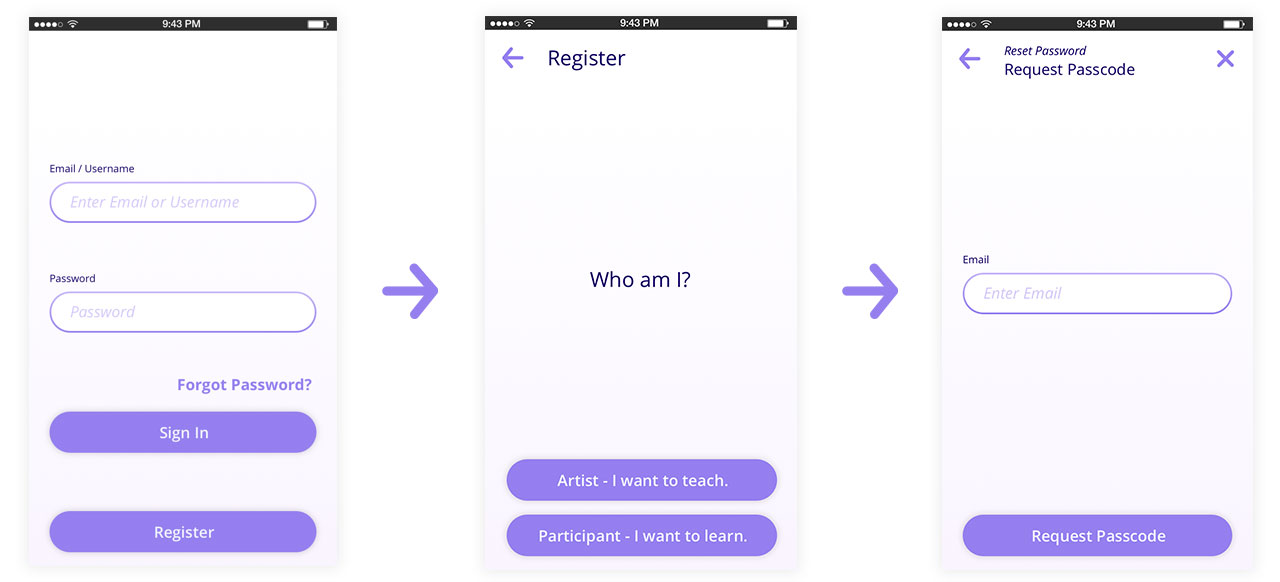 9:43 PM
Email / Username
Enter Email or Username
Password
Password
Forgot Password?
Sign In
Register
9:43 PM
Register
Who am I?
Artist - I want to teach.
Participant - I want to learn.
9:43 PM
Reset Password
Request Passcode
Email
Enter Email
Request Passcode